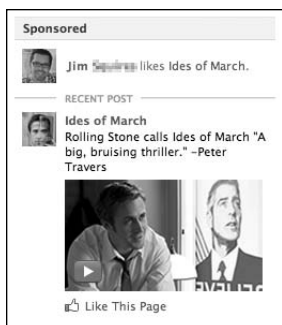 Sponsored
Jim likes Ides of March.
RECENT POST
Ides of March
Rolling Stone calls Ides of March "A
big, bruising thriller." –Peter
Travers
BELIEVE
Like This Page